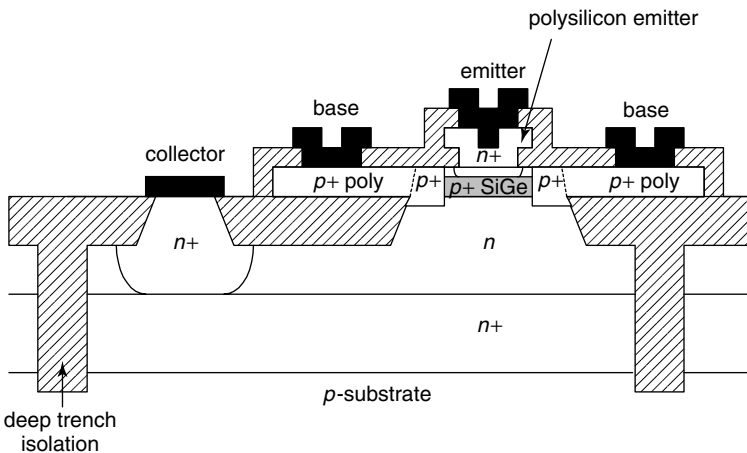 polysilicon emitter
emitter
base
base
collector
n+
p+ poly
p+
p+ SiGe
p+
p+ poly
n+
n
n+
p-substrate
deep trench
isolation